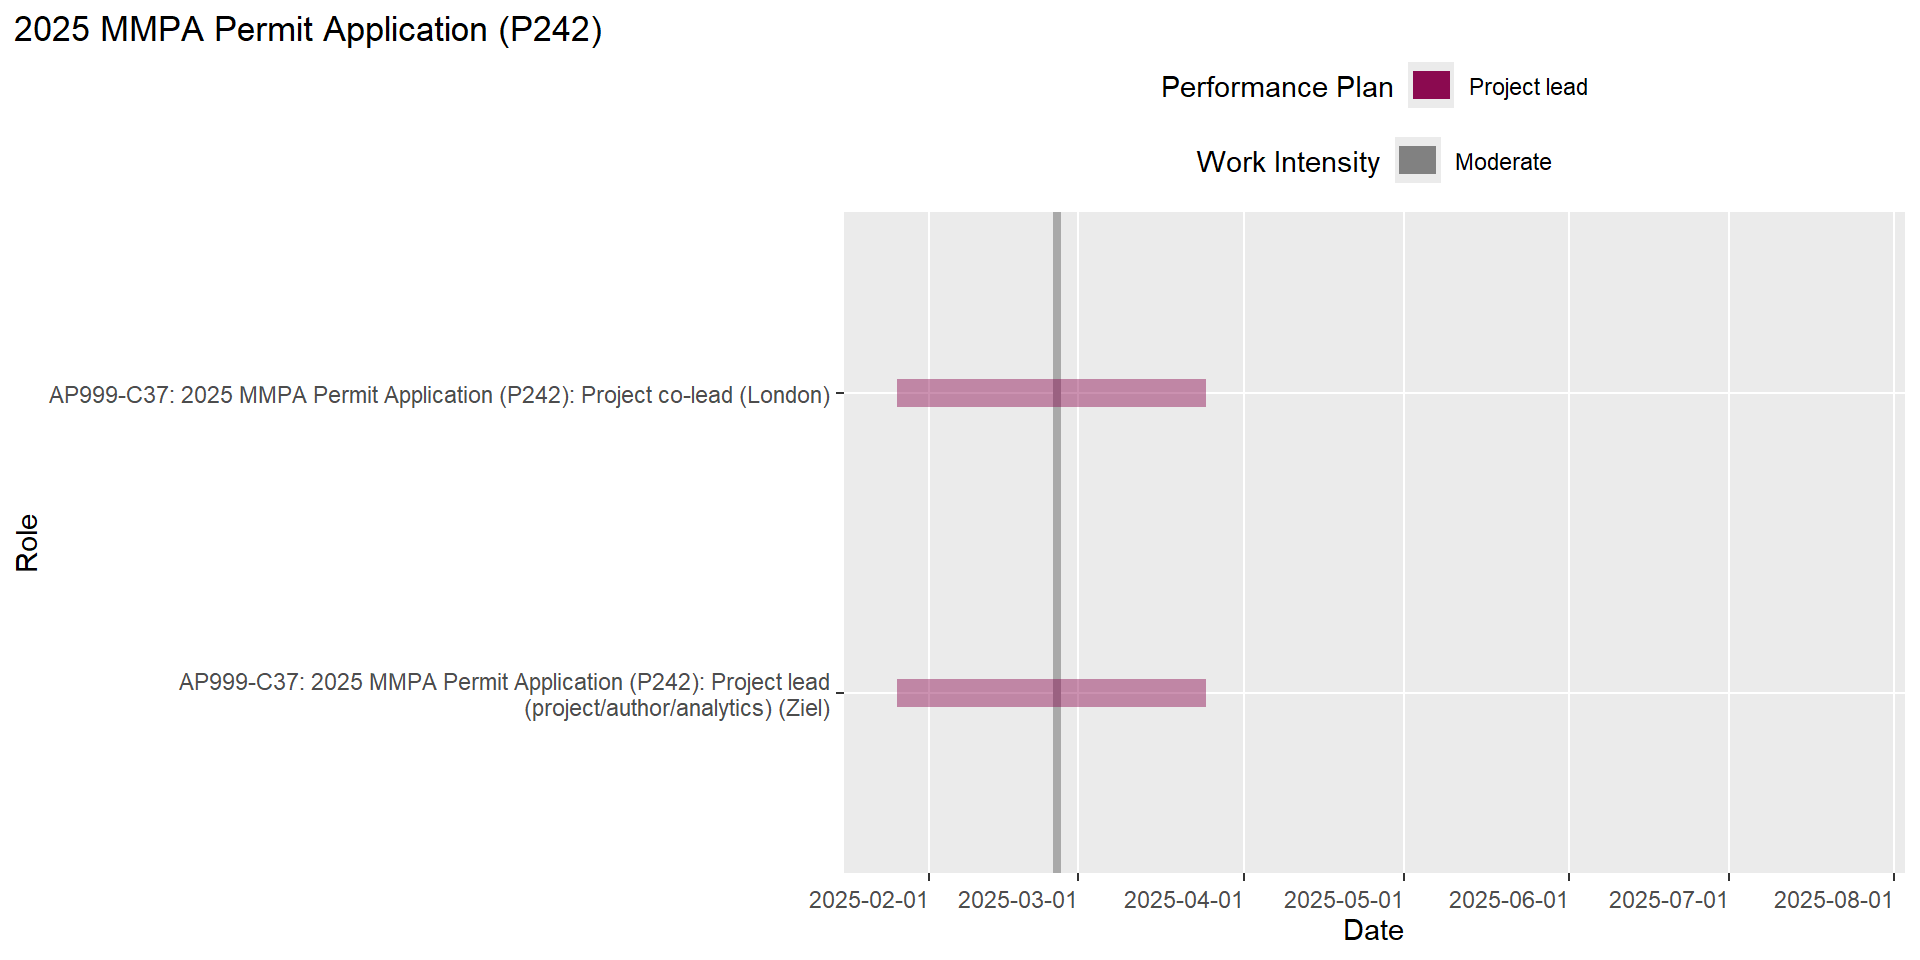 2025 MMPA Permit Application (P242)
Performance Plan Project lead
Work Intensity Moderate
Role
AP999-C37: 2025 MMPA Permit Application (P242): Project co-lead (London)
AP999-C37: 2025 MMPA Permit Application (P242): Project lead
(project/author/analytics) (Ziel)
2025-02-01 2025-03-01 2025-04-01 2025-05-01 2025-06-01 2025-07-01 2025-08-01
Date